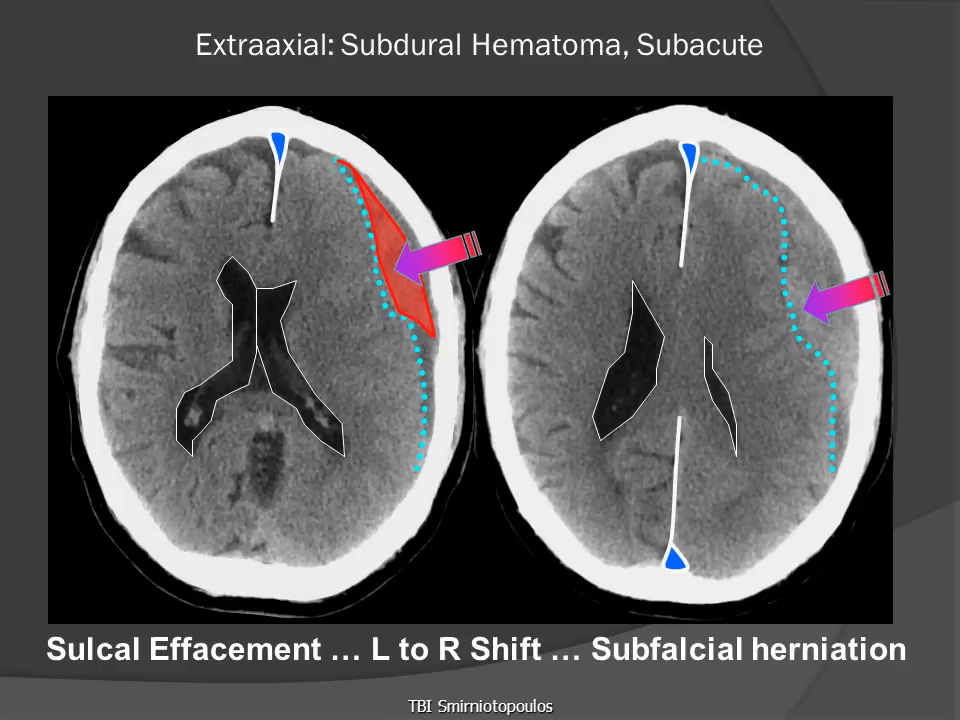 Extraaxial: Subdural Hematoma, Subacute
Sulcal Effacement … L to R Shift … Subfalcial herniation
TBI Smirniotopoulos